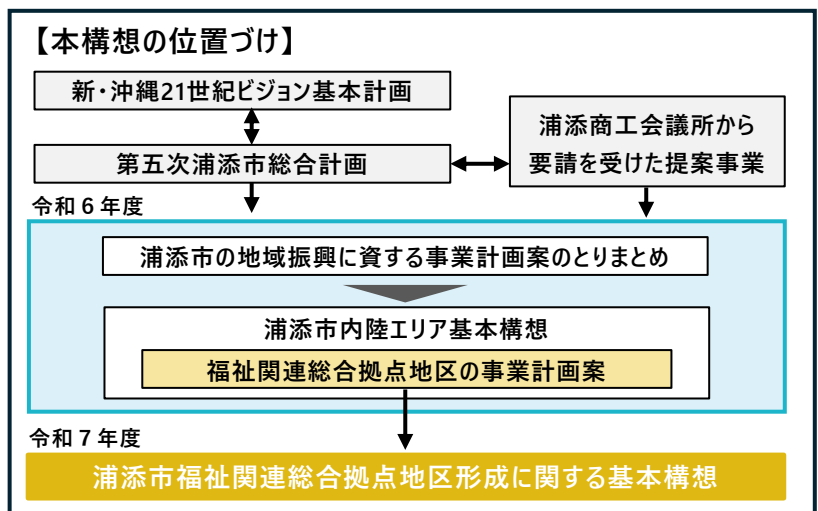 【本構想の位置づけ】
新・沖縄21世紀ビジョン基本計画
浦添商工会議所から
要請を受けた提案事業
第五次浦添市総合計画
令和６年度
浦添市の地域振興に資する事業計画案のとりまとめ
浦添市内陸エリア基本構想
福祉関連総合拠点地区の事業計画案
令和７年度
浦添市福祉関連総合拠点地区形成に関する基本構想